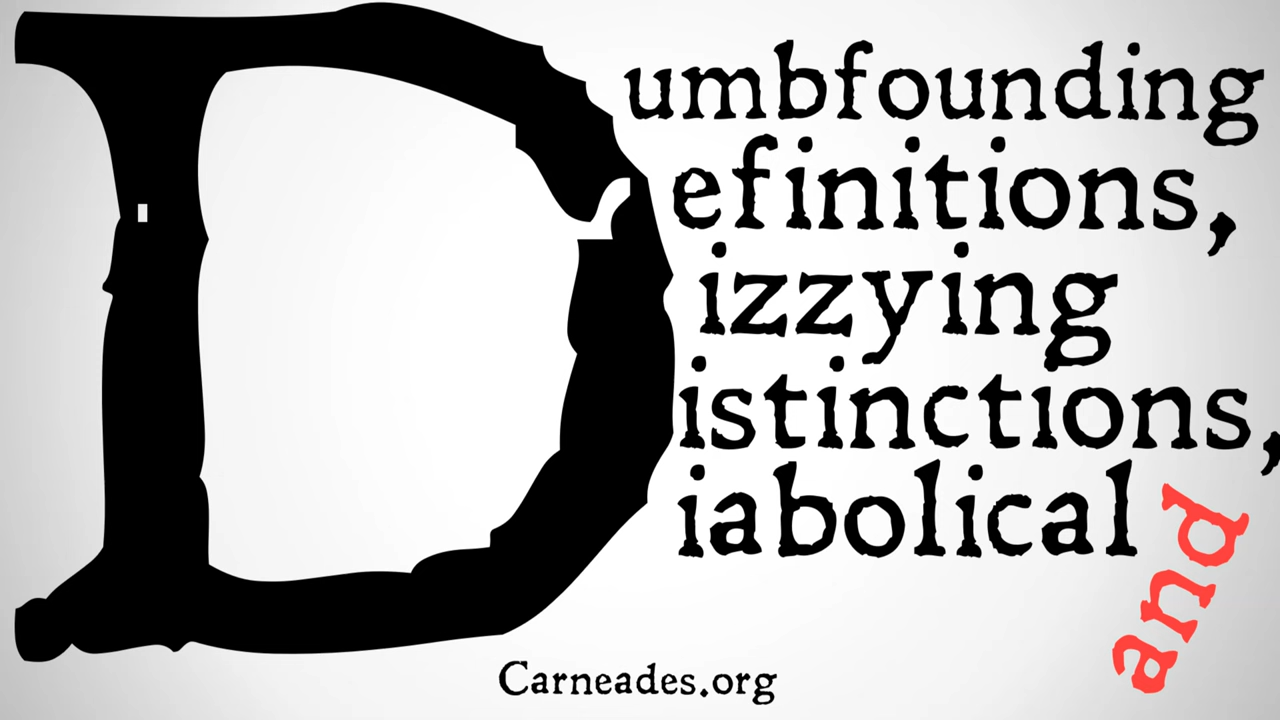 D
umbfounding
efinitions,
izzying
istinctions,
iabolical
and
Carneades.org